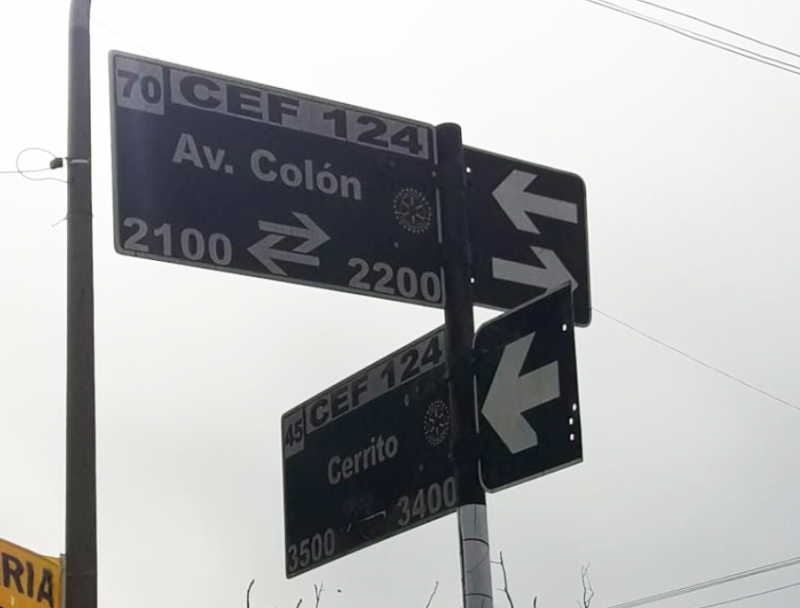 70 CEF 124
Av. Colón
2100 2200
45 CEF 124
Cerrito
3500 3400
RIA